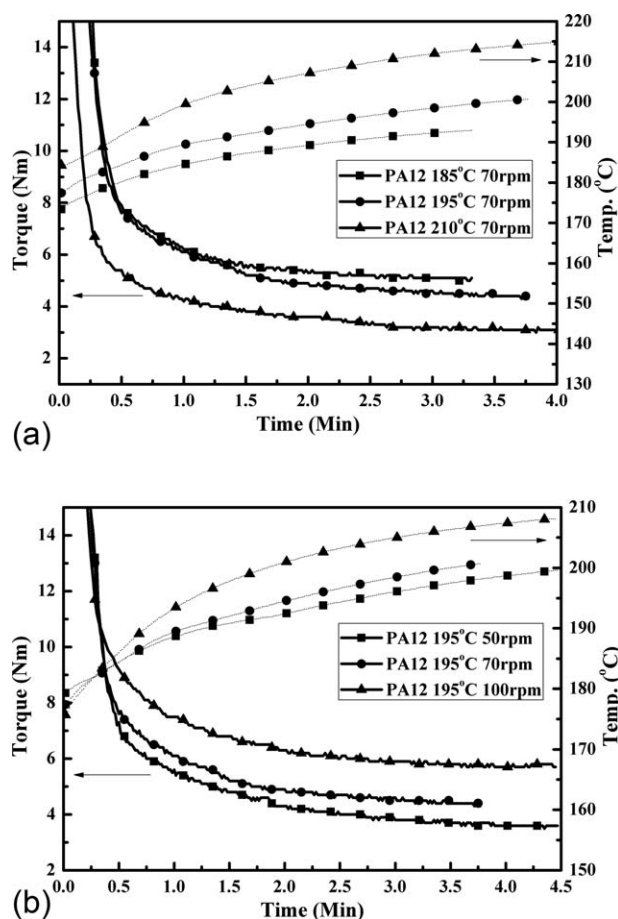 220
14
210
12
200
10
190
PA12 185°C 70rpm
PA12 195°C 70rpm
PA12 210°C 70rpm
180
8
170
6
160
4
150
2
140
130
Torque (Nm)
Temp. (°C)
0.0 0.5 1.0 1.5 2.0 2.5 3.0 3.5 4.0
Time (Min)
(a)
14
210
12
200
10
190
PA12 195°C 50rpm
PA12 195°C 70rpm
PA12 195°C 100rpm
8
180
6
170
4
160
2
150
Torque (Nm)
Temp. (°C)
0.0 0.5 1.0 1.5 2.0 2.5 3.0 3.5 4.0 4.5
Time (Min)
(b)